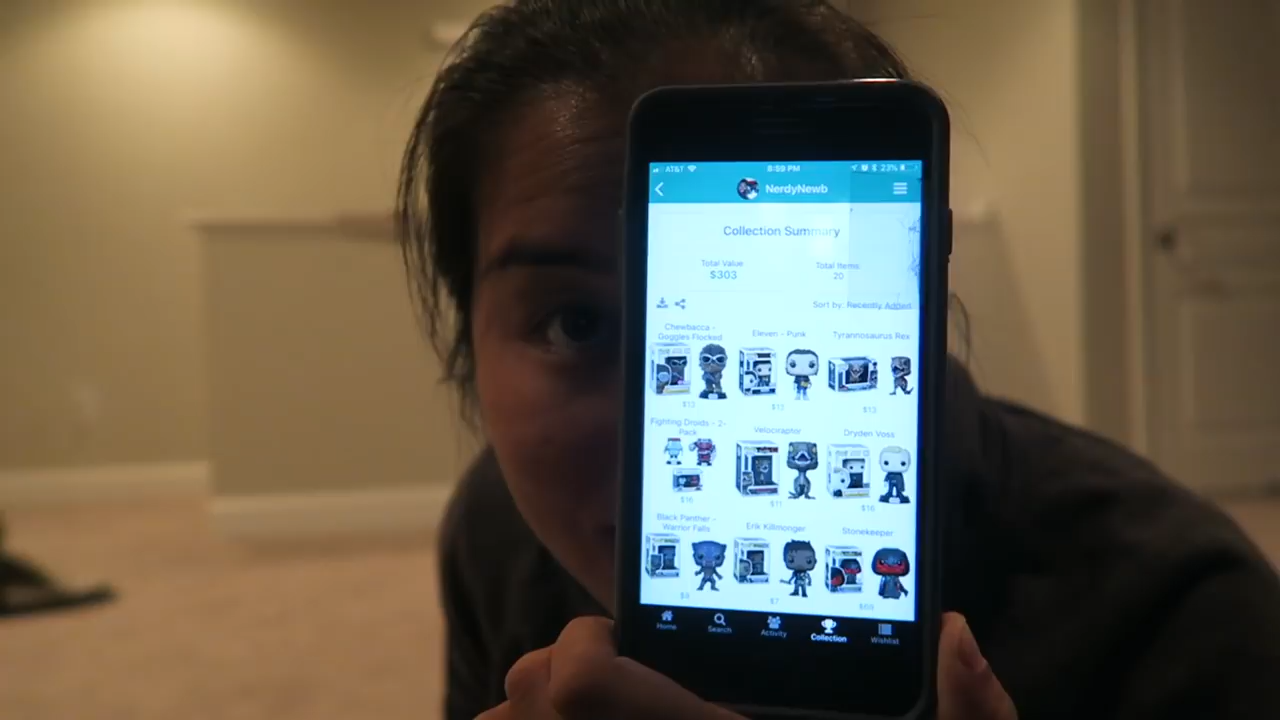 AT&T 8:59 PM 23%
NerdyNewb
Collection Summary
Total Value Total Items
$303 20
Sort by: Recently Added
Chewbacca - Eleven - Punk Tyrannosaurus Rex
Goggles Flocked
$13 $12 $13
Fighting Droids - 2- Velociraptor Dryden Voss
Pack
$16 $11 $16
Black Panther - Erik Killmonger Stonekeeper
Warrior Falls
$9 $7
Home Search Activity Collection Wishlist